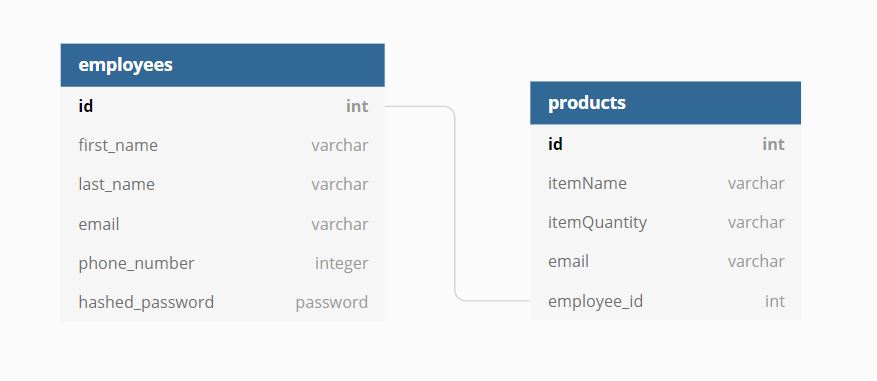 employees
id int
first_name varchar
last_name varchar
email varchar
phone_number integer
hashed_password password
products
id int
itemName varchar
itemQuantity varchar
email varchar
employee_id int